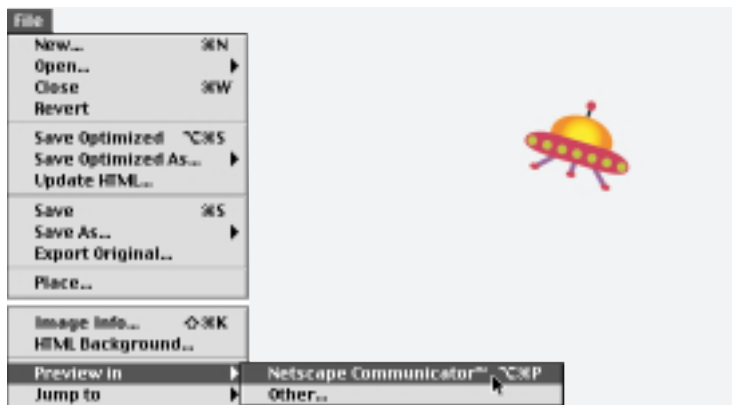 File
New... ⌘N
Open...
Close ⌘W
Revert
Save Optimized ⌥⌘S
Save Optimized As...
Update HTML...
Save ⌘S
Save As...
Export Original...
Place...
Image Info... ⇧⌘K
HTML Background...
Preview in
Netscape Communicator™ ⌥⌘P
Jump to
Other...